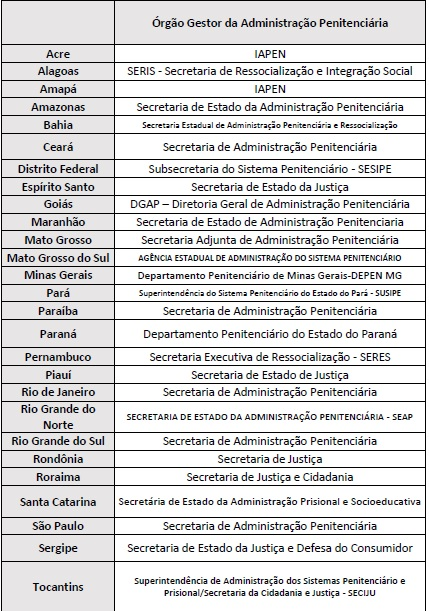 Órgão Gestor da Administração Penitenciária
Acre IAPEN
Alagoas SERIS - Secretaria de Ressocialização e Integração Social
Amapá IAPEN
Amazonas Secretaria de Estado da Administração Penitenciária
Bahia Secretaria Estadual de Administração Penitenciária e Ressocialização
Ceará Secretaria de Administração Penitenciária
Distrito Federal Subsecretaria do Sistema Penitenciário - SESIPE
Espírito Santo Secretaria de Estado da Justiça
Goiás DGAP – Diretoria Geral de Administração Penitenciária
Maranhão Secretaria de Estado de Administração Penitenciaria
Mato Grosso Secretaria Adjunta de Administração Penitenciária
Mato Grosso do Sul AGÊNCIA ESTADUAL DE ADMINISTRAÇÃO DO SISTEMA PENITENCIÁRIO
Minas Gerais Departamento Penitenciário de Minas Gerais-DEPEN MG
Pará Superintendência do Sistema Penitenciário do Estado do Pará - SUSIPE
Paraíba Secretaria de Administração Penitenciária
Paraná Departamento Penitenciário do Estado do Paraná
Pernambuco Secretaria Executiva de Ressocialização - SERES
Piauí Secretaria de Estado de Justiça
Rio de Janeiro Secretaria de Administração Penitenciária
Rio Grande do
Norte SECRETARIA DE ESTADO DA ADMINISTRAÇÃO PENITENCIÁRIA - SEAP
Rio Grande do Sul Secretaria de Administração Penitenciária
Rondônia Secretaria de Justiça
Roraima Secretaria de Justiça e Cidadania
Santa Catarina Secretária de Estado da Administração Prisional e Socioeducativa
São Paulo Secretaria de Administração Penitenciária
Sergipe Secretaria de Estado da Justiça e Defesa do Consumidor
Tocantins Superintendência de Administração dos Sistemas Penitenciário e
Prisional/Secretaria da Cidadania e Justiça - SECIJU